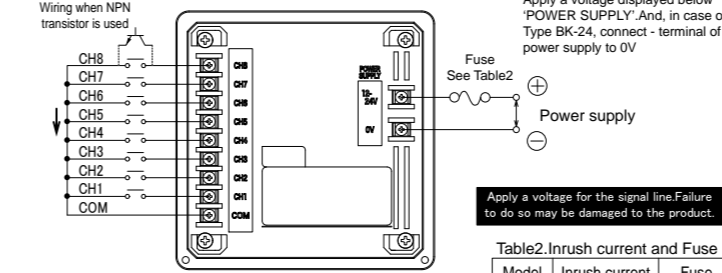 Wiring when NPN
transistor is used
Apply a voltage displayed below
‘POWER SUPPLY’.And, in case o
Type BK-24, connect - terminal of
power supply to 0V
CH8
CH7
CH6
CH5
CH4
CH3
CH2
CH1
COM
CH8
CH7
CH6
CH5
CH4
CH3
CH2
CH1
COM
POWER
SUPPLY
12-
24V
0V
Fuse
See Table2
+
Power supply
−
Apply a voltage for the signal line.Failure
to do so may be damaged to the product.
Table2.Inrush current and Fuse
Model Inrush current Fuse